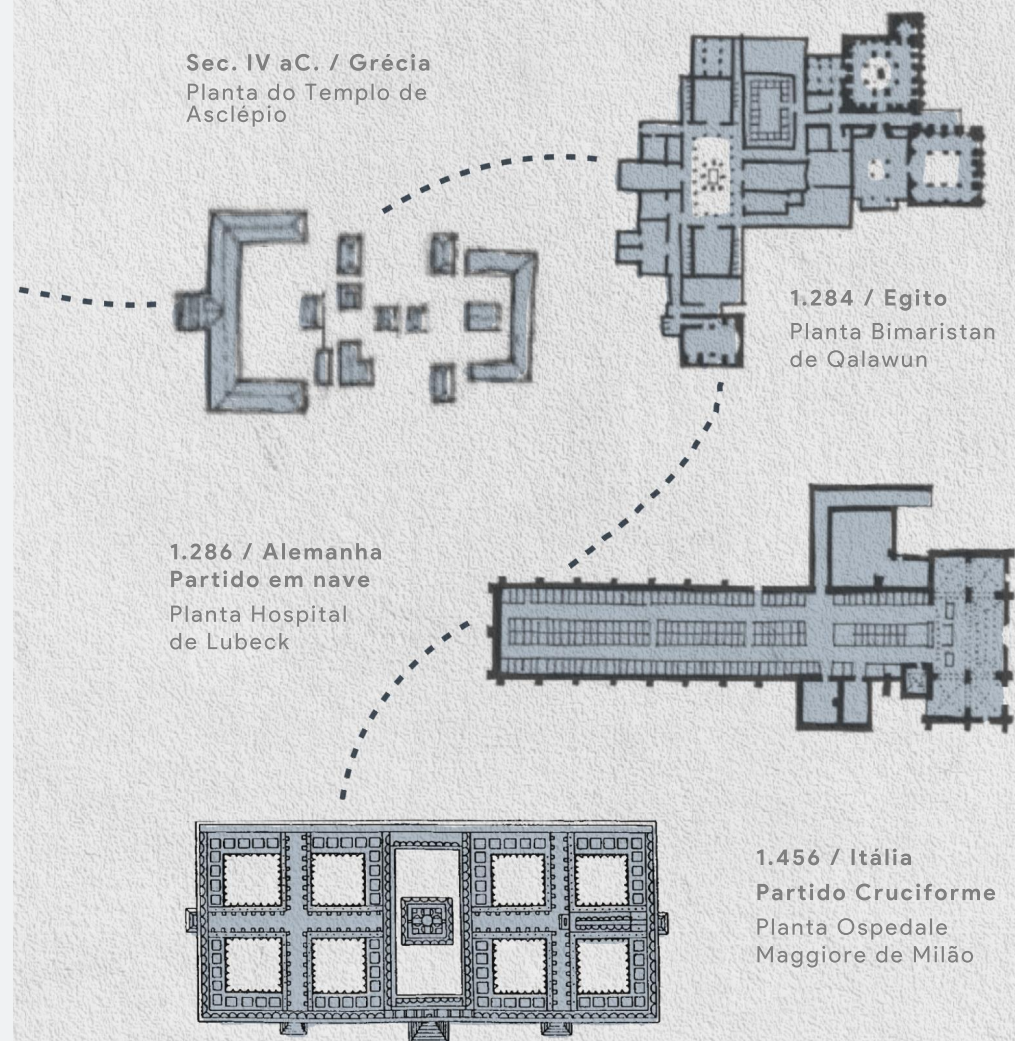 Sec. IV aC. / Grécia
Planta do Templo de
Asclépio
1.284 / Egito
Planta Bimaristan
de Qalawun
1.286 / Alemanha
Partido em nave
Planta Hospital
de Lubeck
1.456 / Itália
Partido Cruciforme
Planta Ospedale
Maggiore de Milão